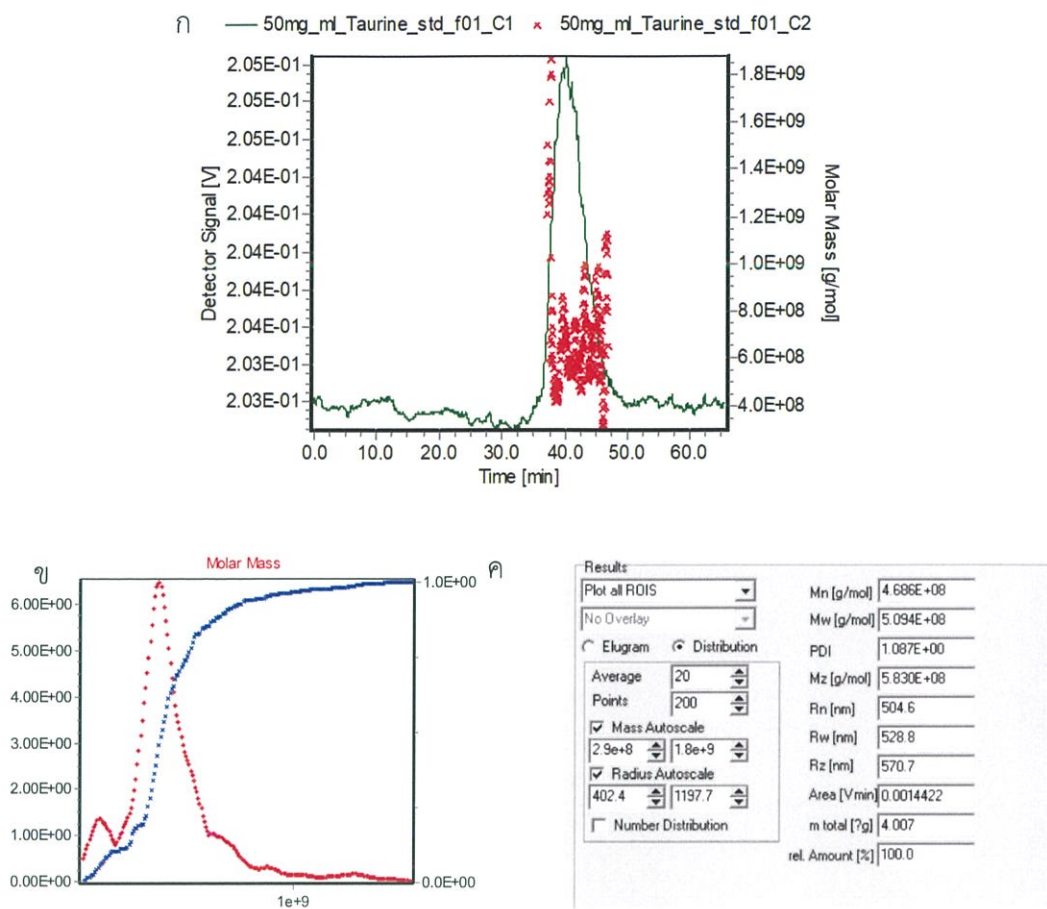 ก 50mg_ml_Taurine_std_f01_C1 × 50mg_ml_Taurine_std_f01_C2
2.05E-01
2.05E-01
2.05E-01
2.04E-01
2.04E-01
2.04E-01
2.04E-01
2.04E-01
2.03E-01
2.03E-01
Detector Signal [V]
1.8E+09
1.6E+09
1.4E+09
1.2E+09
1.0E+09
8.0E+08
6.0E+08
4.0E+08
Molar Mass [g/mol]
0.0 10.0 20.0 30.0 40.0 50.0 60.0
Time [min]
ข Molar Mass
6.00E+00
5.00E+00
4.00E+00
3.00E+00
2.00E+00
1.00E+00
0.00E+00
1.0E+00
0.0E+00
1e+9
ค
Results
Plot all ROIS
No Overlay
Elugram Distribution
Average 20
Points 200
Mass Autoscale
2.9e+8 1.8e+9
Radius Autoscale
402.4 1197.7
Number Distribution
Mn [g/mol] 4.686E+08
Mw [g/mol] 5.094E+08
PDI 1.087E+00
Mz [g/mol] 5.830E+08
Rn [nm] 504.6
Rw [nm] 528.8
Rz [nm] 570.7
Area [Vmin] 0.0014422
m total [?g] 4.007
rel. Amount [%] 100.0